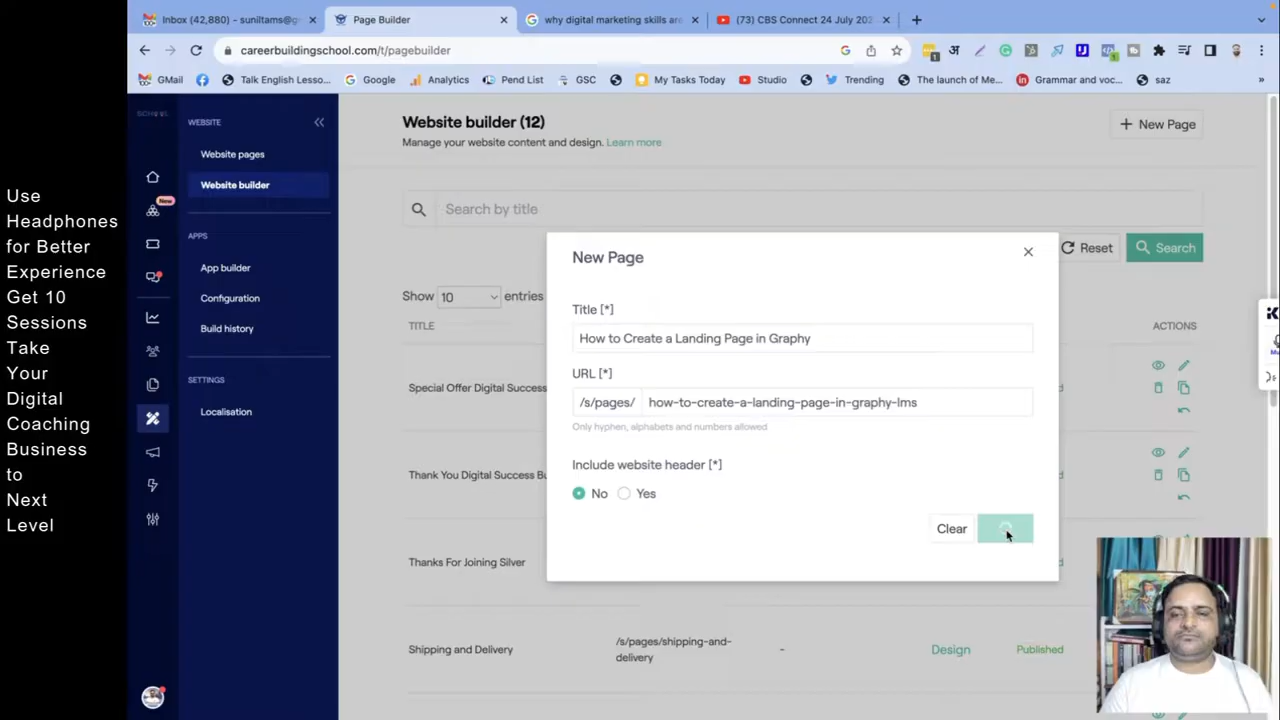 Use
Headphones
for Better
Experience
Get 10
Sessions
Take
Your
Digital
Coaching
Business
to
Next
Level
Inbox (42,880) - suniltams@g
Page Builder
why digital marketing skills are
(73) CBS Connect 24 July 202
careerbuildingschool.com/t/pagebuilder
GMail
Talk English Lesso...
Google
Analytics
Pend List
GSC
My Tasks Today
Studio
Trending
The launch of Me...
Grammar and voc...
saz
»
WEBSITE
Website pages
Website builder
APPS
App builder
Configuration
Build history
SETTINGS
Localisation
New
Website builder (12)
Manage your website content and design. Learn more
+ New Page
Search by title
Reset
Search
Show 10 entries
TITLE
ACTIONS
Special Offer Digital Success
Thank You Digital Success Bu
Thanks For Joining Silver
Shipping and Delivery
/s/pages/shipping-and-
delivery
-
Design
Published
New Page
Title [*]
How to Create a Landing Page in Graphy
URL [*]
/s/pages/
how-to-create-a-landing-page-in-graphy-lms
Only hyphen, alphabets and numbers allowed
Include website header [*]
No
Yes
Clear